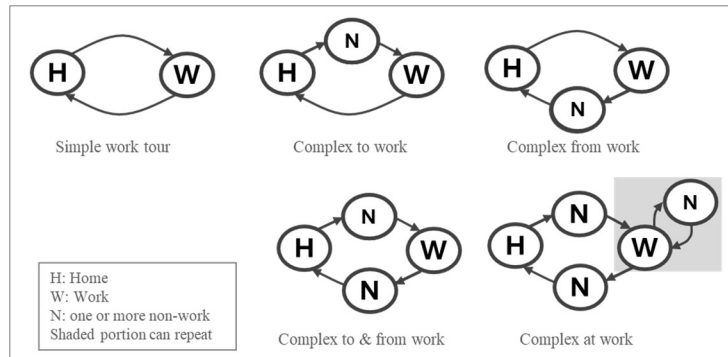 H
W
Simple work tour
H
N
W
Complex to work
H
W
N
Complex from work
H: Home
W: Work
N: one or more non-work
Shaded portion can repeat
H
N
W
N
Complex to & from work
H
N
W
N
N
Complex at work